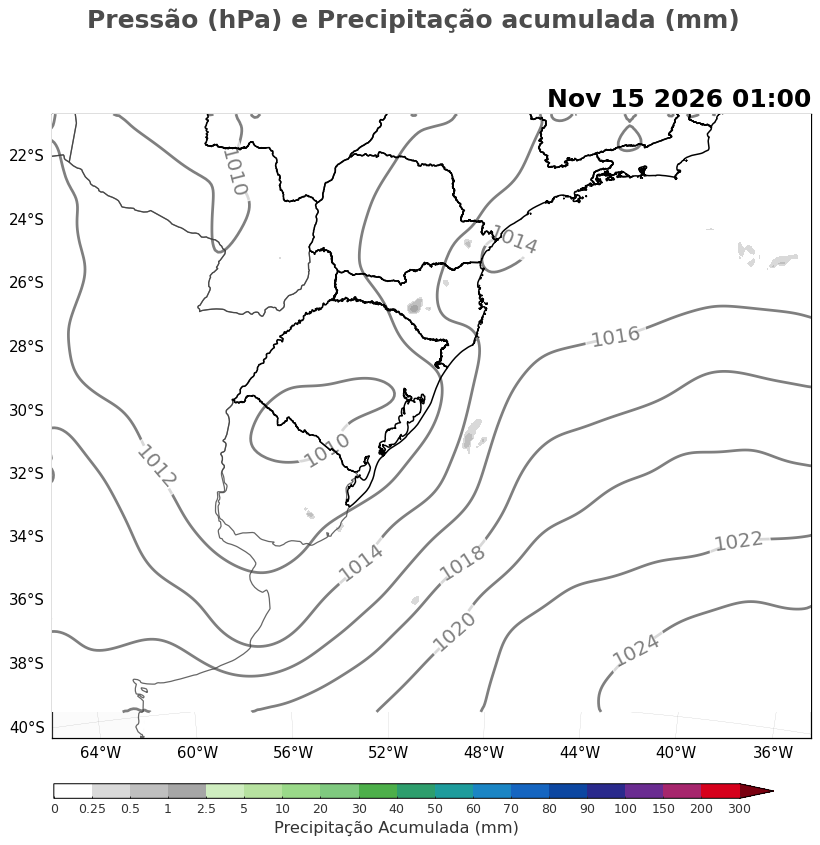 Pressão (hPa) e Precipitação acumulada (mm)
Nov 15 2026 01:00
22°S
24°S
26°S
28°S
30°S
32°S
34°S
36°S
38°S
40°S
1010
1014
1016
1010
1012
1014
1018
1022
1020
1024
64°W 60°W 56°W 52°W 48°W 44°W 40°W 36°W
0 0.25 0.5 1 2.5 5 10 20 30 40 50 60 70 80 90 100 150 200 300
Precipitação Acumulada (mm)